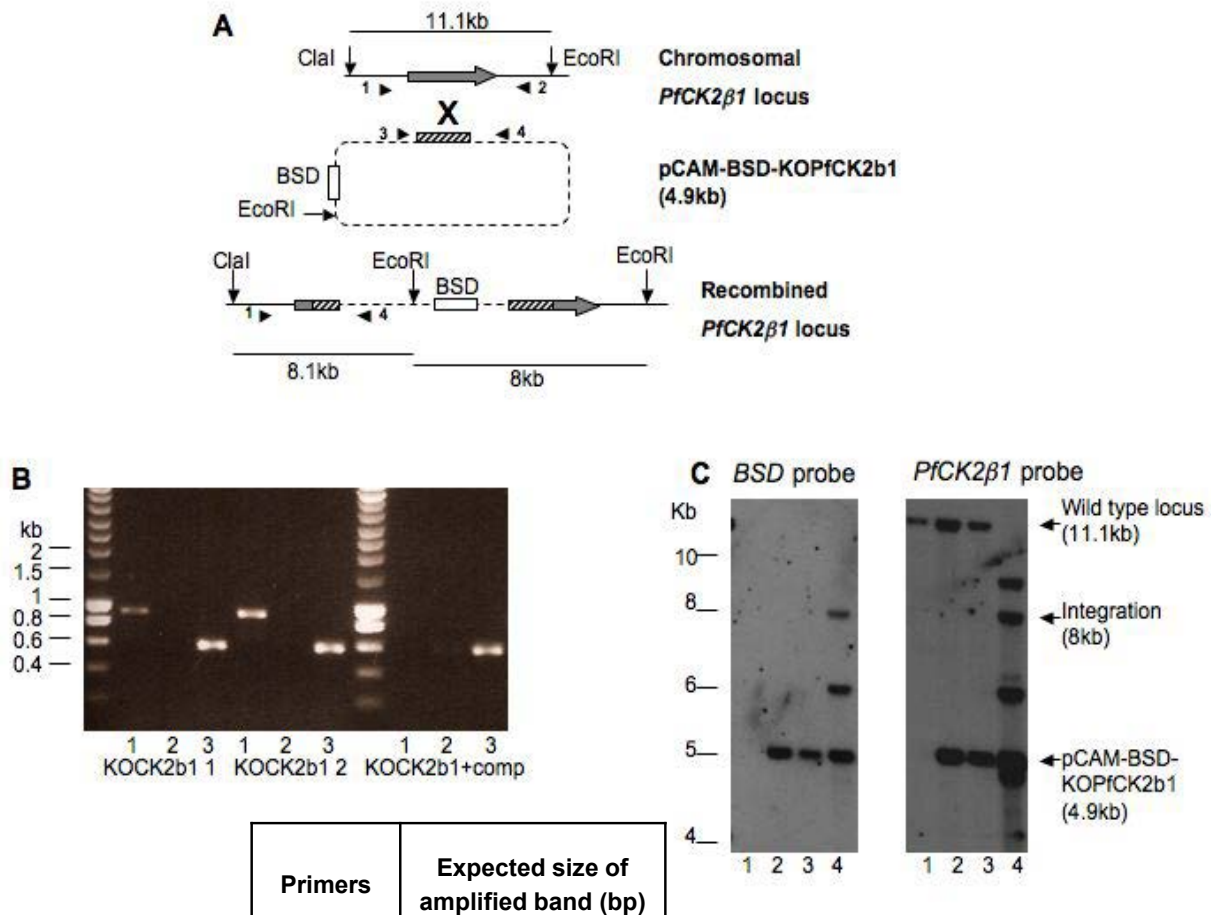 A
11.1kb
ClaI
EcoRI
Chromosomal
PfCK2β1 locus
1
2
X
3
4
BSD
EcoRI
pCAM-BSD-KOPfCK2b1
(4.9kb)
ClaI
EcoRI
BSD
EcoRI
Recombined
PfCK2β1 locus
1
4
8.1kb
8kb
B
kb
2
1.5
1
0.8
0.6
0.4
1 2 3 1 2 3 1 2 3
KOCK2b1 1 KOCK2b1 2 KOCK2b1+comp
C BSD probe PfCK2β1 probe
Kb
10
8
6
5
4
1 2 3 4
1 2 3 4
Wild type locus
(11.1kb)
Integration
(8kb)
pCAM-BSD-
KOPfCK2b1
(4.9kb)
Primers
Expected size of
amplified band (bp)